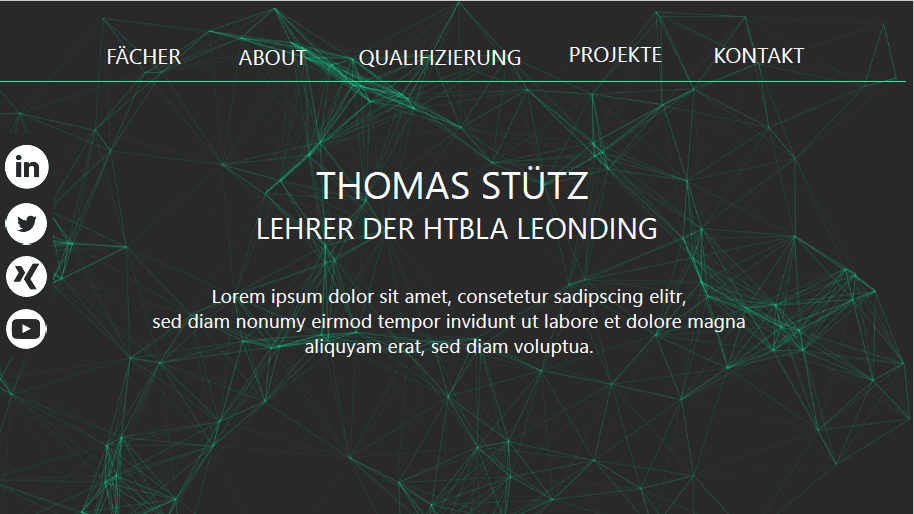 FÄCHER ABOUT QUALIFIZIERUNG PROJEKTE KONTAKT
in
THOMAS STÜTZ
LEHRER DER HTBLA LEONDING
Lorem ipsum dolor sit amet, consetetur sadipscing elitr,
sed diam nonumy eirmod tempor invidunt ut labore et dolore magna
aliquyam erat, sed diam voluptua.